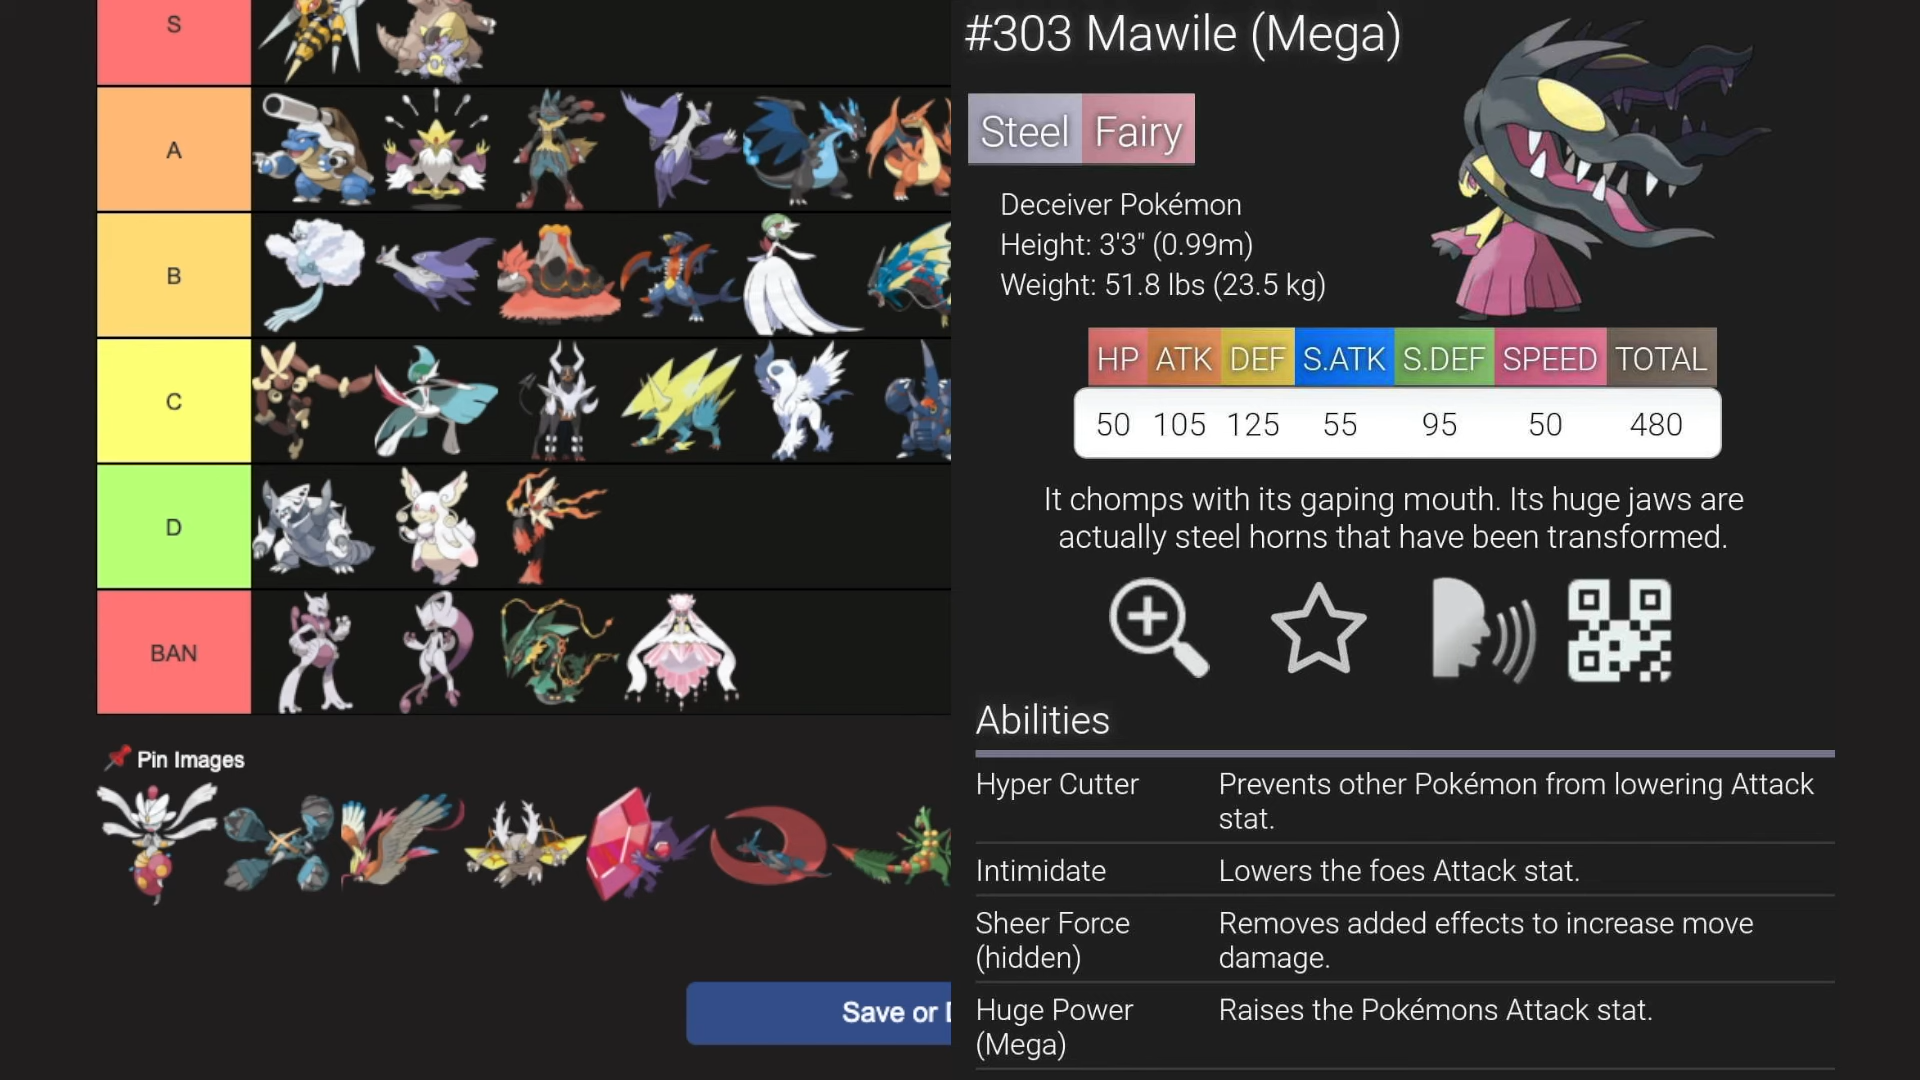 S
A
B
C
D
BAN
Pin Images
Save or
#303 Mawile (Mega)
Steel Fairy
Deceiver Pokémon
Height: 3'3" (0.99m)
Weight: 51.8 lbs (23.5 kg)
HP ATK DEF S.ATK S.DEF SPEED TOTAL
50 105 125 55 95 50 480
It chomps with its gaping mouth. Its huge jaws are
actually steel horns that have been transformed.
Abilities
Hyper Cutter Prevents other Pokémon from lowering Attack
stat.
Intimidate Lowers the foes Attack stat.
Sheer Force Removes added effects to increase move
(hidden) damage.
Huge Power Raises the Pokémons Attack stat.
(Mega)